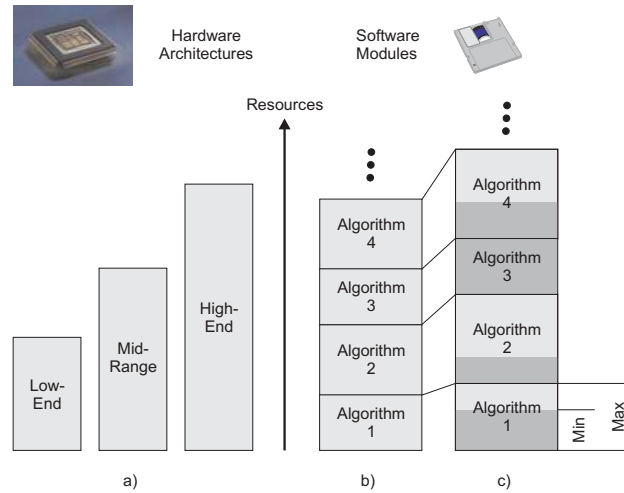 Hardware
Architectures
Software
Modules
Resources
Low-
End
Mid-
Range
High-
End
Algorithm
4
Algorithm
3
Algorithm
2
Algorithm
1
Algorithm
4
Algorithm
3
Algorithm
2
Algorithm
1
Min
Max
a)
b)
c)